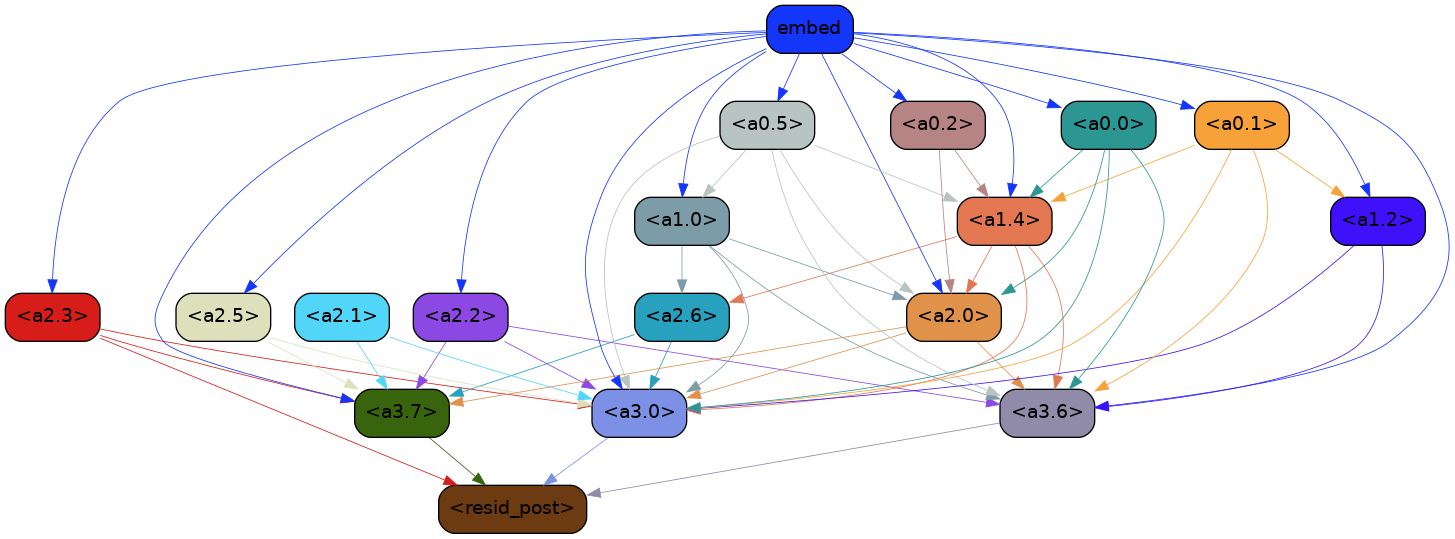 embed
<a0.5>
<a0.2>
<a0.0>
<a0.1>
<a1.0>
<a1.4>
<a1.2>
<a2.3>
<a2.5>
<a2.1>
<a2.2>
<a2.6>
<a2.0>
<a3.7>
<a3.0>
<a3.6>
<resid_post>